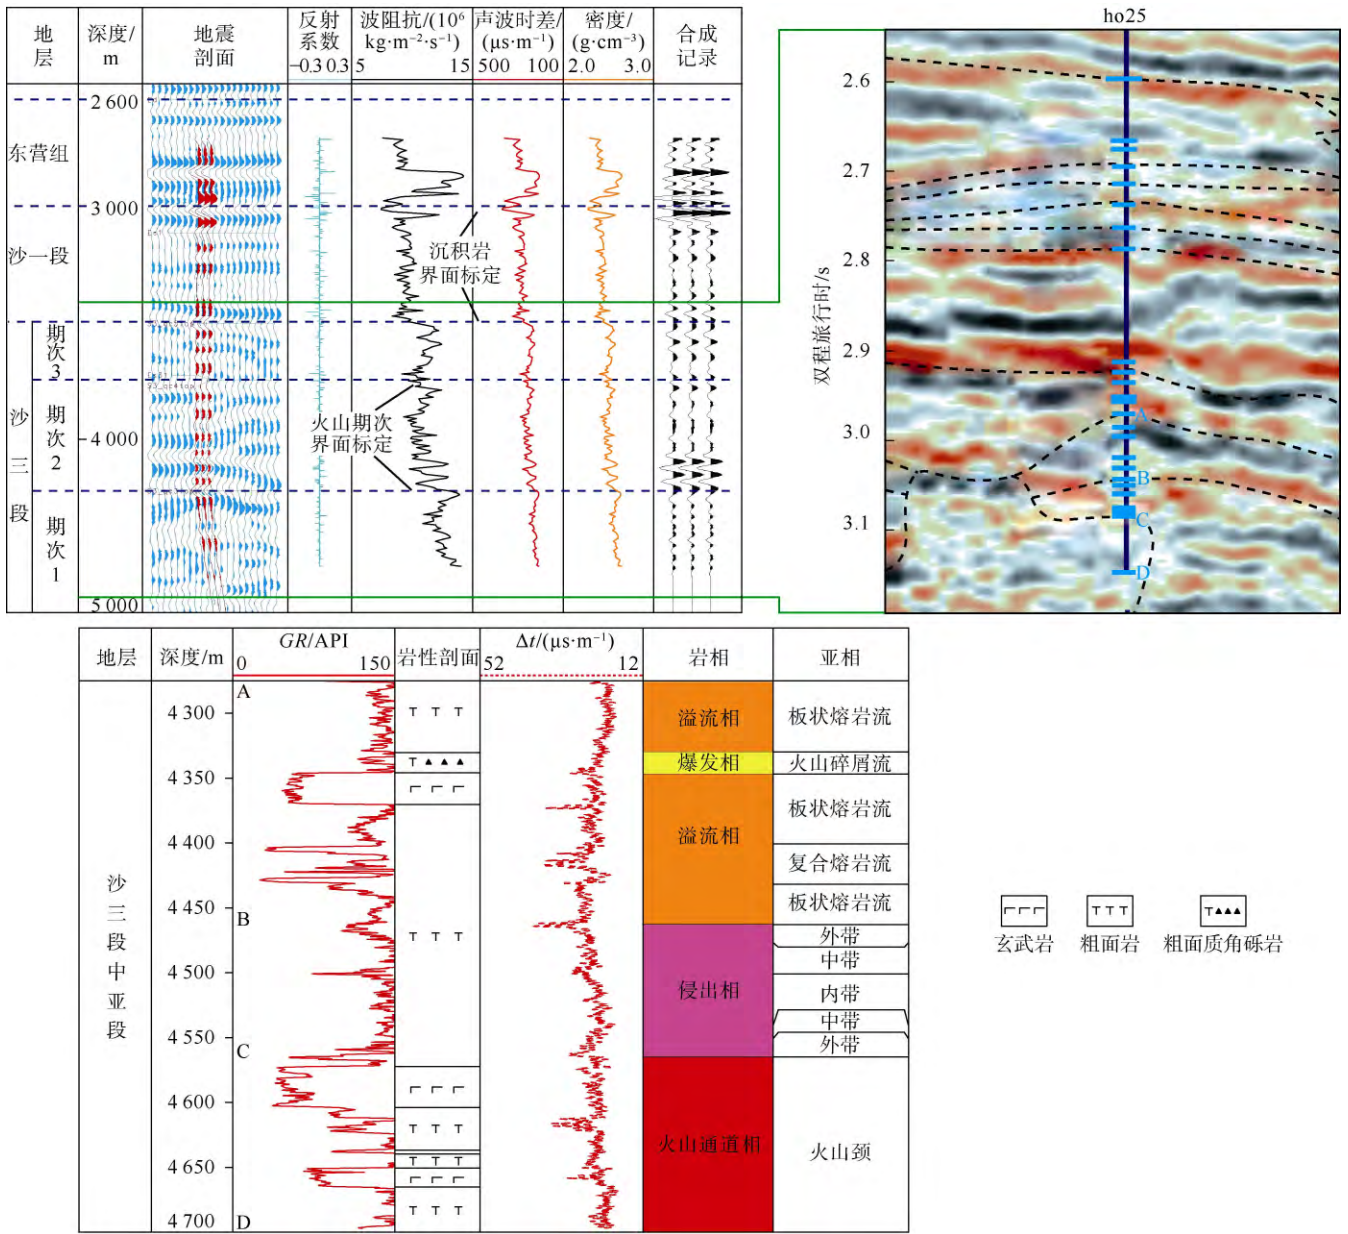 地层
深度/m
地震剖面
反射系数
−0.3 0.3
波阻抗/(10⁶ kg·m⁻²·s⁻¹)
5 15
声波时差/(μs·m⁻¹)
500 100
密度/(g·cm⁻³)
2.0 3.0
合成记录
2 600
东营组
3 000
沙一段
沉积岩
界面标定
期次3
沙三段
期次2
火山期次
界面标定
4 000
期次1
5 000
ho25
双程旅行时/s
2.6
2.7
2.8
2.9
3.0
3.1
A
B
C
D
地层
深度/m
GR/API
0 150
岩性剖面
Δt/(μs·m⁻¹)
52 12
岩相
亚相
沙三段中亚段
4 300
4 350
4 400
4 450
4 500
4 550
4 600
4 650
4 700
A
B
C
D
溢流相
板状熔岩流
爆发相
火山碎屑流
溢流相
板状熔岩流
复合熔岩流
板状熔岩流
侵出相
外带
中带
内带
中带
外带
火山通道相
火山颈
玄武岩
粗面岩
粗面质角砾岩